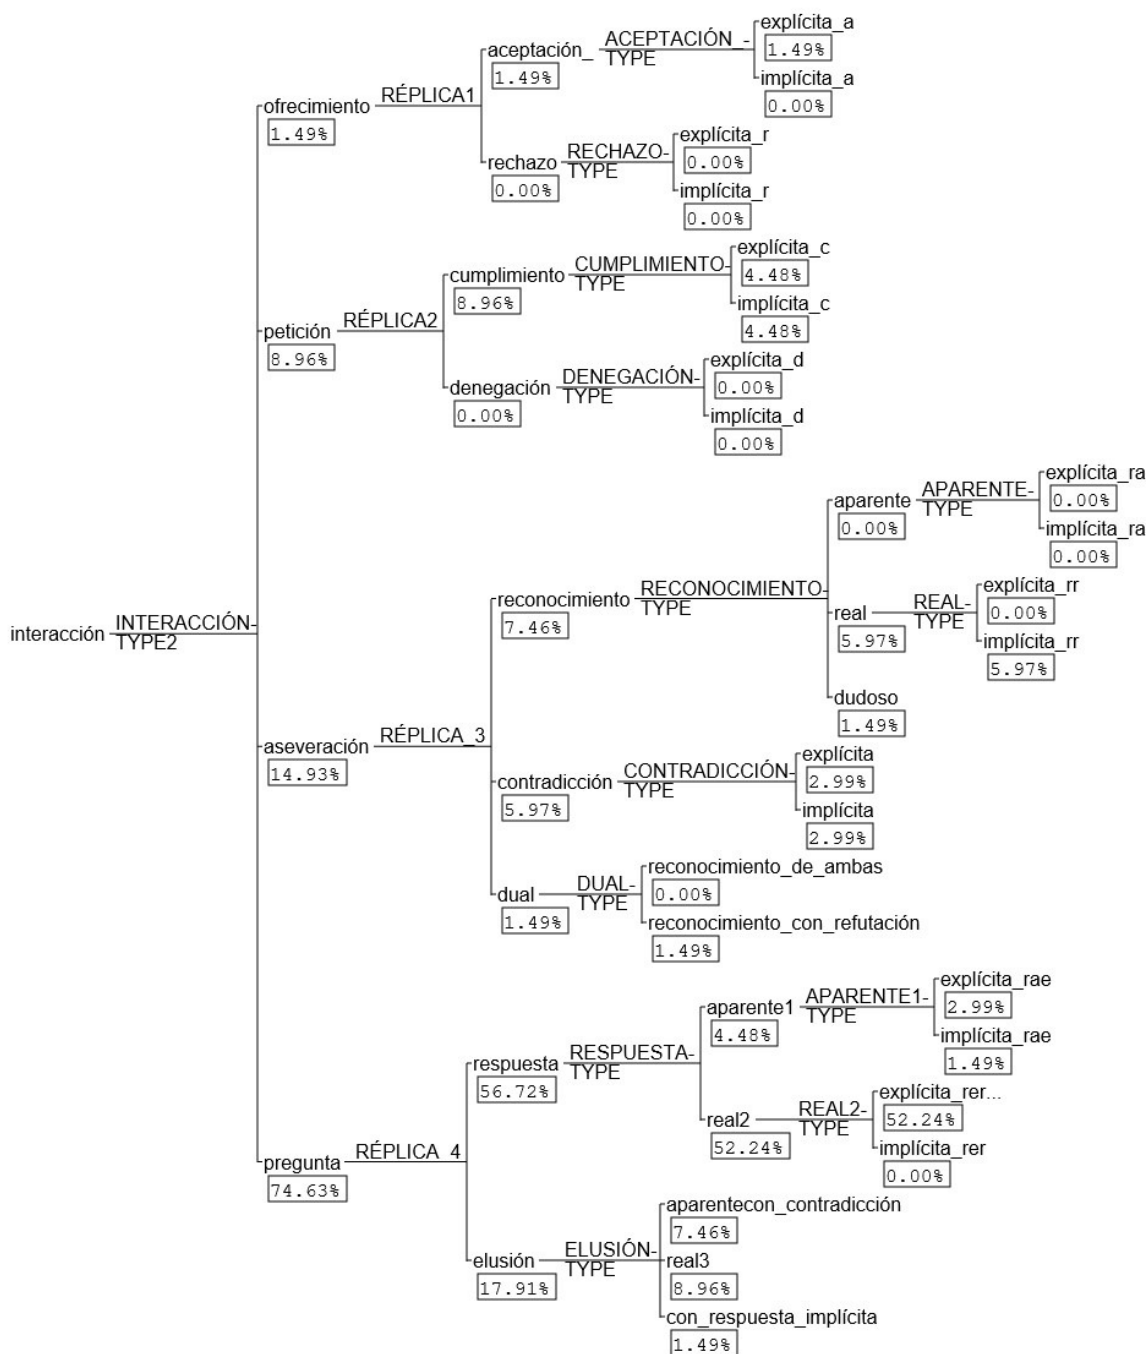 explícita_a
aceptación_ ACEPTACIÓN_-
TYPE
1.49%
1.49%
implícita_a
0.00%
ofrecimiento RÉPLICA1
1.49%
explícita_r
rechazo RECHAZO-
TYPE
0.00%
0.00%
implícita_r
0.00%
explícita_c
cumplimiento CUMPLIMIENTO-
TYPE
4.48%
8.96%
implícita_c
4.48%
petición RÉPLICA2
8.96%
explícita_d
denegación DENEGACIÓN-
TYPE
0.00%
0.00%
implícita_d
0.00%
explícita_ra
aparente APARENTE-
TYPE
0.00%
0.00%
implícita_ra
0.00%
reconocimiento RECONOCIMIENTO-
TYPE
7.46%
explícita_rr
real REAL-
TYPE
0.00%
5.97%
implícita_rr
5.97%
interacción INTERACCIÓN-
TYPE2
dudoso
1.49%
aseveración RÉPLICA_3
14.93%
explícita
contradicción CONTRADICCIÓN-
TYPE
2.99%
5.97%
implícita
2.99%
reconocimiento_de_ambas
dual DUAL-
TYPE
0.00%
1.49%
reconocimiento_con_refutación
1.49%
explícita_rae
aparente1 APARENTE1-
TYPE
2.99%
4.48%
implícita_rae
1.49%
respuesta RESPUESTA-
TYPE
56.72%
explícita_rer...
real2 REAL2-
TYPE
52.24%
52.24%
implícita_rer
0.00%
pregunta RÉPLICA_4
74.63%
aparentecon_contradicción
7.46%
elusión ELUSIÓN-
TYPE
17.91%
real3
8.96%
con_respuesta_implícita
1.49%